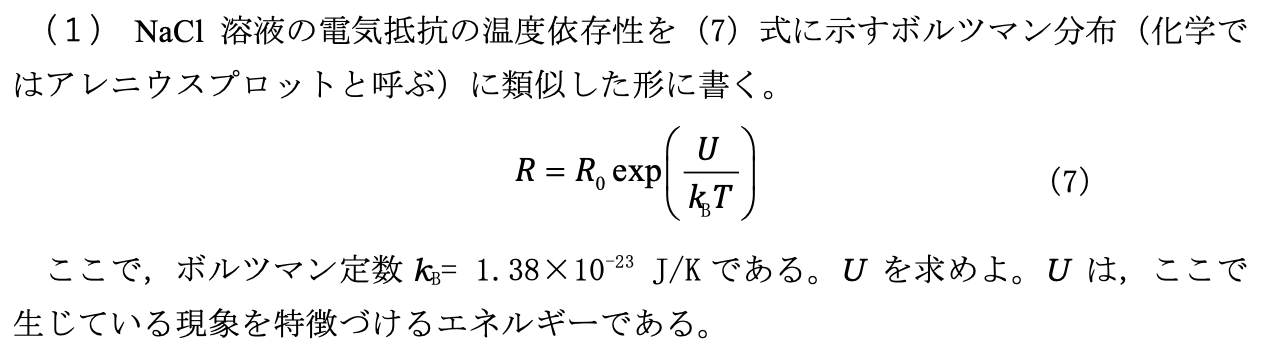 （１） NaCl 溶液の電気抵抗の温度依存性を（7）式に示すボルツマン分布（化学で
はアレニウスプロットと呼ぶ）に類似した形に書く。
R = R₀ exp(U / k_B T) (7)
ここで，ボルツマン定数 k_B= 1.38×10⁻²³ J/K である。U を求めよ。U は，ここで
生じている現象を特徴づけるエネルギーである。